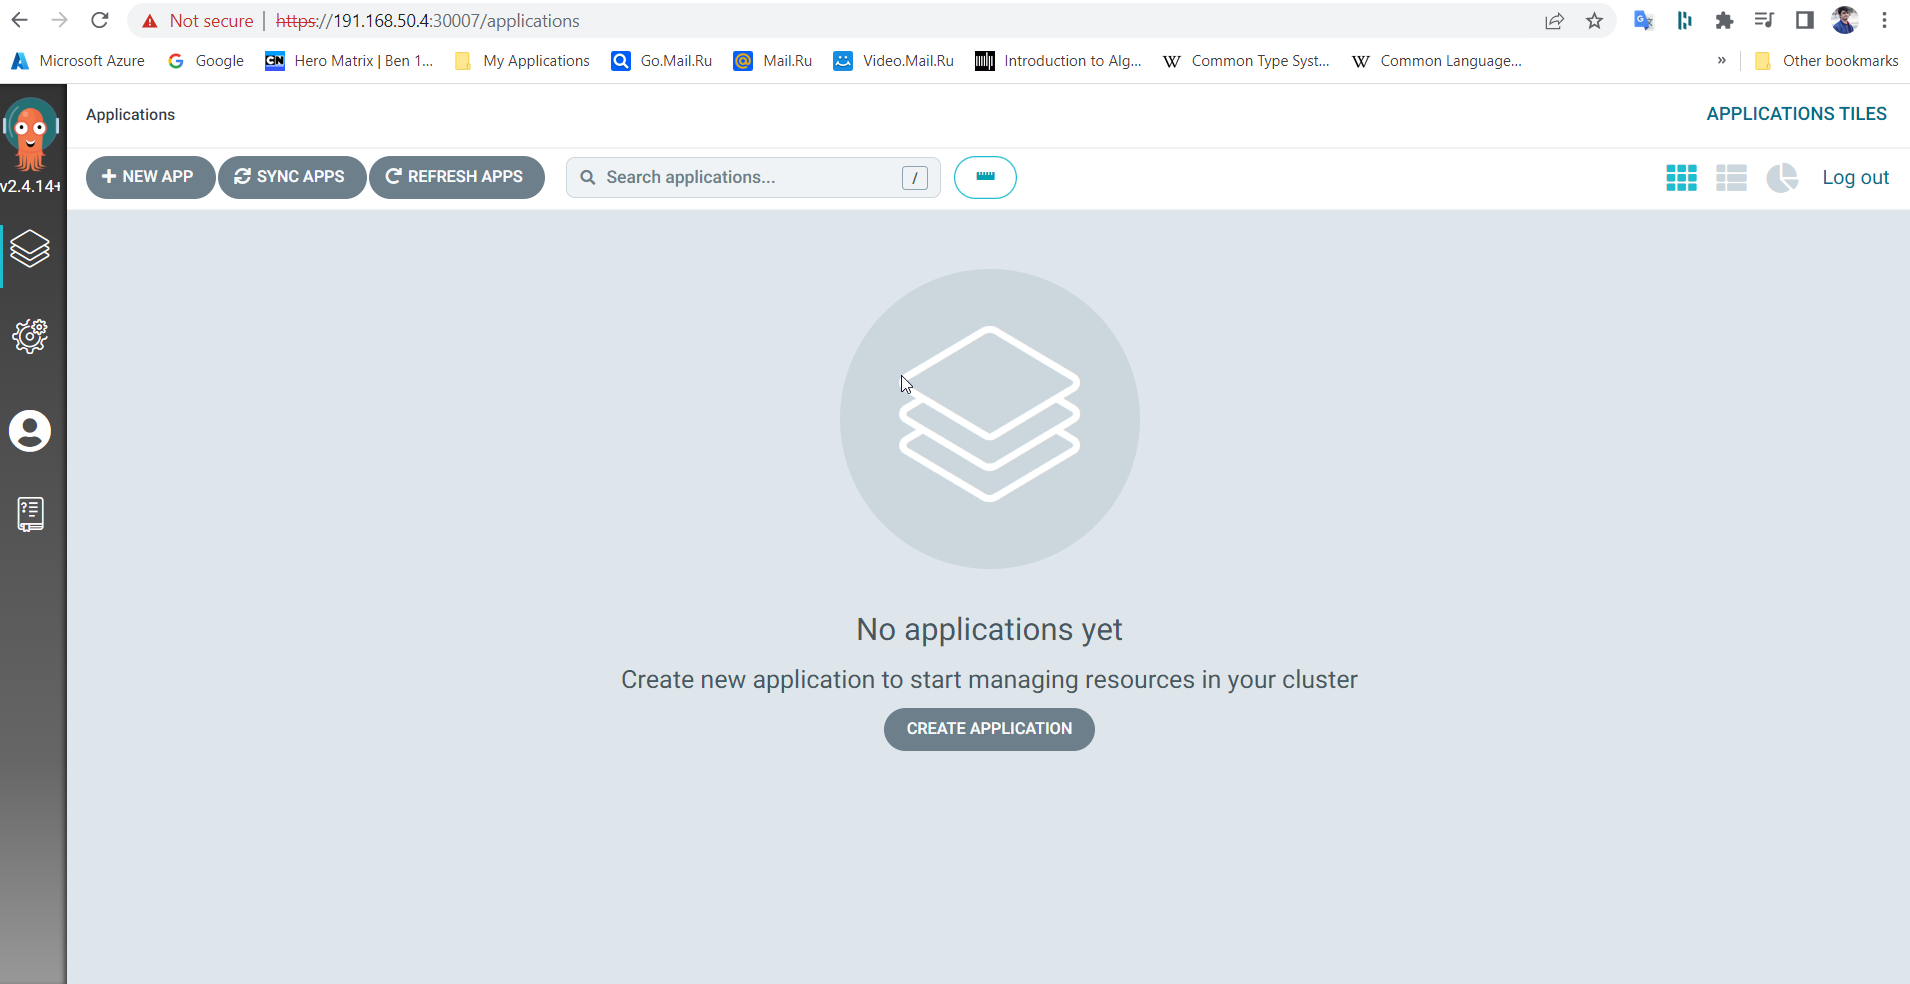 Not secure | https://191.168.50.4:30007/applications
Microsoft Azure Google CN Hero Matrix | Ben 1... My Applications Go.Mail.Ru Mail.Ru Video.Mail.Ru Introduction to Alg... W Common Type Syst... W Common Language... » Other bookmarks
Applications APPLICATIONS TILES
v2.4.14+
NEW APP SYNC APPS REFRESH APPS Search applications... / Log out
No applications yet
Create new application to start managing resources in your cluster
CREATE APPLICATION